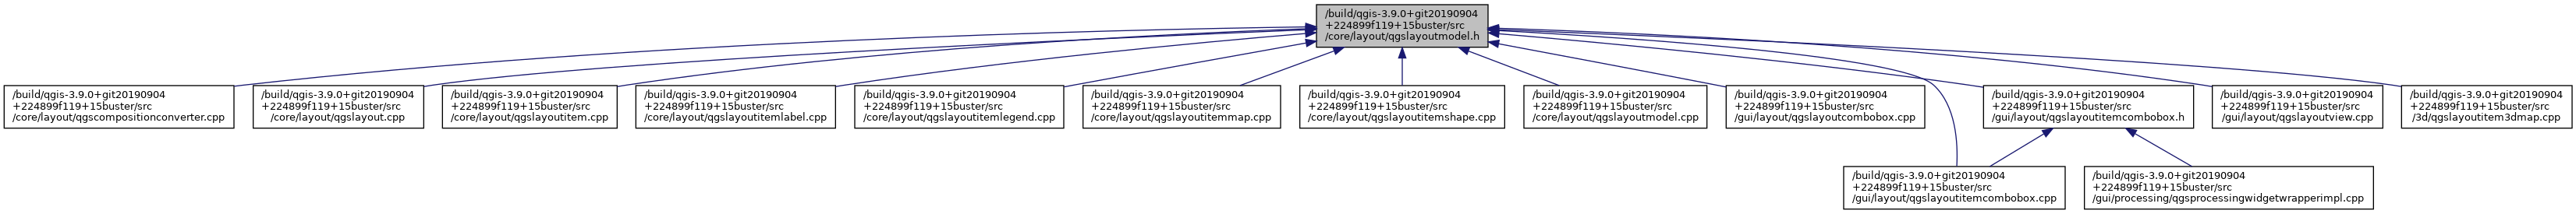 /build/qgis-3.9.0+git20190904
+224899f119+15buster/src
/core/layout/qgslayoutmodel.h
/build/qgis-3.9.0+git20190904
+224899f119+15buster/src
/core/layout/qgscompositionconverter.cpp
/build/qgis-3.9.0+git20190904
+224899f119+15buster/src
/core/layout/qgslayout.cpp
/build/qgis-3.9.0+git20190904
+224899f119+15buster/src
/core/layout/qgslayoutitem.cpp
/build/qgis-3.9.0+git20190904
+224899f119+15buster/src
/core/layout/qgslayoutitemlabel.cpp
/build/qgis-3.9.0+git20190904
+224899f119+15buster/src
/core/layout/qgslayoutitemlegend.cpp
/build/qgis-3.9.0+git20190904
+224899f119+15buster/src
/core/layout/qgslayoutitemmap.cpp
/build/qgis-3.9.0+git20190904
+224899f119+15buster/src
/core/layout/qgslayoutitemshape.cpp
/build/qgis-3.9.0+git20190904
+224899f119+15buster/src
/core/layout/qgslayoutmodel.cpp
/build/qgis-3.9.0+git20190904
+224899f119+15buster/src
/gui/layout/qgslayoutcombobox.cpp
/build/qgis-3.9.0+git20190904
+224899f119+15buster/src
/gui/layout/qgslayoutitemcombobox.h
/build/qgis-3.9.0+git20190904
+224899f119+15buster/src
/gui/layout/qgslayoutview.cpp
/build/qgis-3.9.0+git20190904
+224899f119+15buster/src
/3d/qgslayoutitem3dmap.cpp
/build/qgis-3.9.0+git20190904
+224899f119+15buster/src
/gui/layout/qgslayoutitemcombobox.cpp
/build/qgis-3.9.0+git20190904
+224899f119+15buster/src
/gui/processing/qgsprocessingwidgetwrapperimpl.cpp